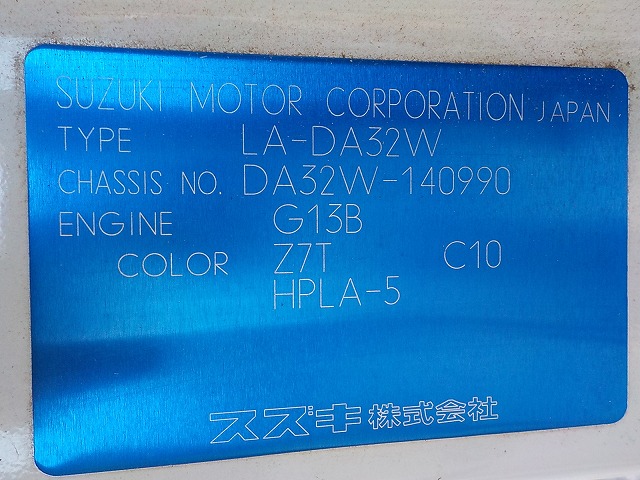 SUZUKI MOTOR CORPORATION JAPAN
TYPE LA-DA32W
CHASSIS NO. DA32W-140990
ENGINE G13B
COLOR Z7T C10
HPLA-5
スズキ株式会社